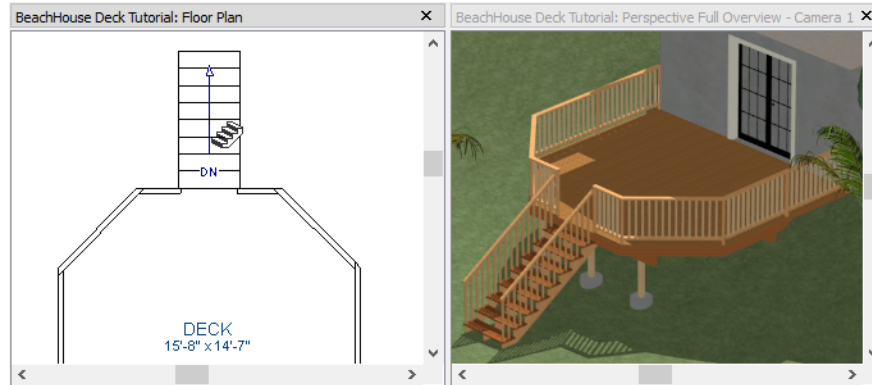 BeachHouse Deck Tutorial: Floor Plan
BeachHouse Deck Tutorial: Perspective Full Overview - Camera 1
DN
DECK
15'-8" x 14'-7"